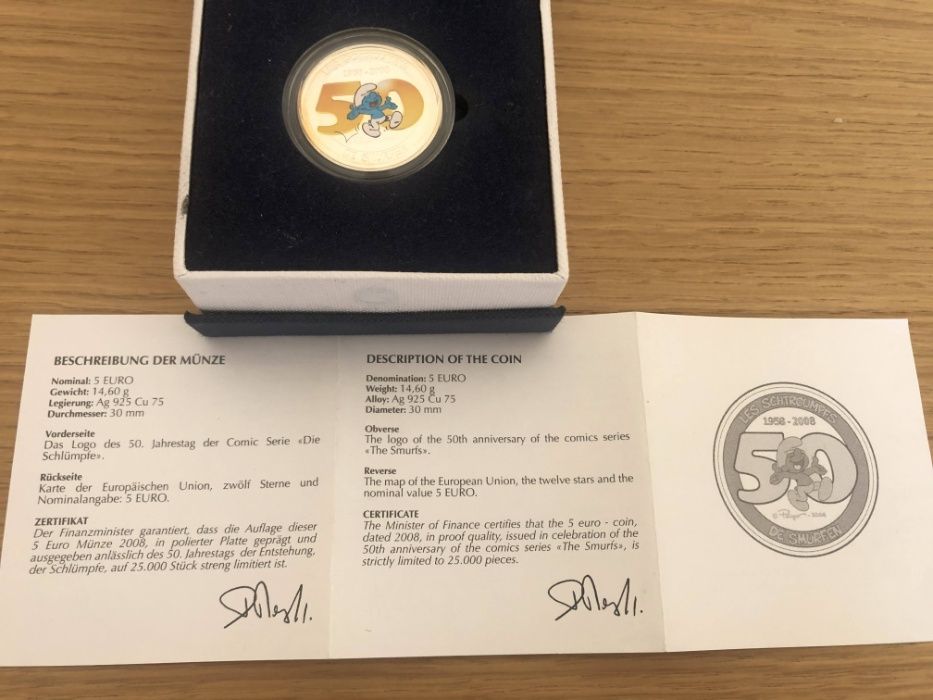 1958-2008
50
BESCHREIBUNG DER MÜNZE
Nominal: 5 EURO
Gewicht: 14,60 g
Legierung: Ag 925 Cu 75
Durchmesser: 30 mm
Vorderseite
Das Logo des 50. Jahrestag der Comic Serie «Die
Schlümpfe».
Rückseite
Karte der Europäischen Union, zwölf Sterne und
Nominalangabe: 5 EURO.
ZERTIFIKAT
Der Finanzminister garantiert, dass die Auflage dieser
5 Euro Münze 2008, in polierter Platte geprägt und
ausgegeben anlässlich des 50. Jahrestags der Entstehung,
der Schlümpfe, auf 25.000 Stück streng limitiert ist.
DESCRIPTION OF THE COIN
Denomination: 5 EURO
Weight: 14,60 g
Alloy: Ag 925 Cu 75
Diameter: 30 mm
Obverse
The logo of the 50th anniversary of the comics series
«The Smurfs».
Reverse
The map of the European Union, the twelve stars and the
nominal value 5 EURO.
CERTIFICATE
The Minister of Finance certifies that the 5 euro - coin,
dated 2008, in proof quality, issued in celebration of the
50th anniversary of the comics series «The Smurfs», is
strictly limited to 25.000 pieces.
LES SCHTROUMPFS
1958-2008
50
© Peyo - 2008
DE SMURFEN